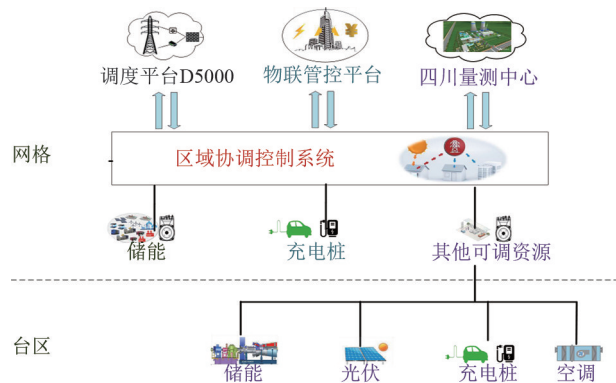 调度平台D5000
物联管控平台
四川量测中心
网格
区域协调控制系统
储能
充电桩
其他可调资源
台区
储能
光伏
充电桩
空调